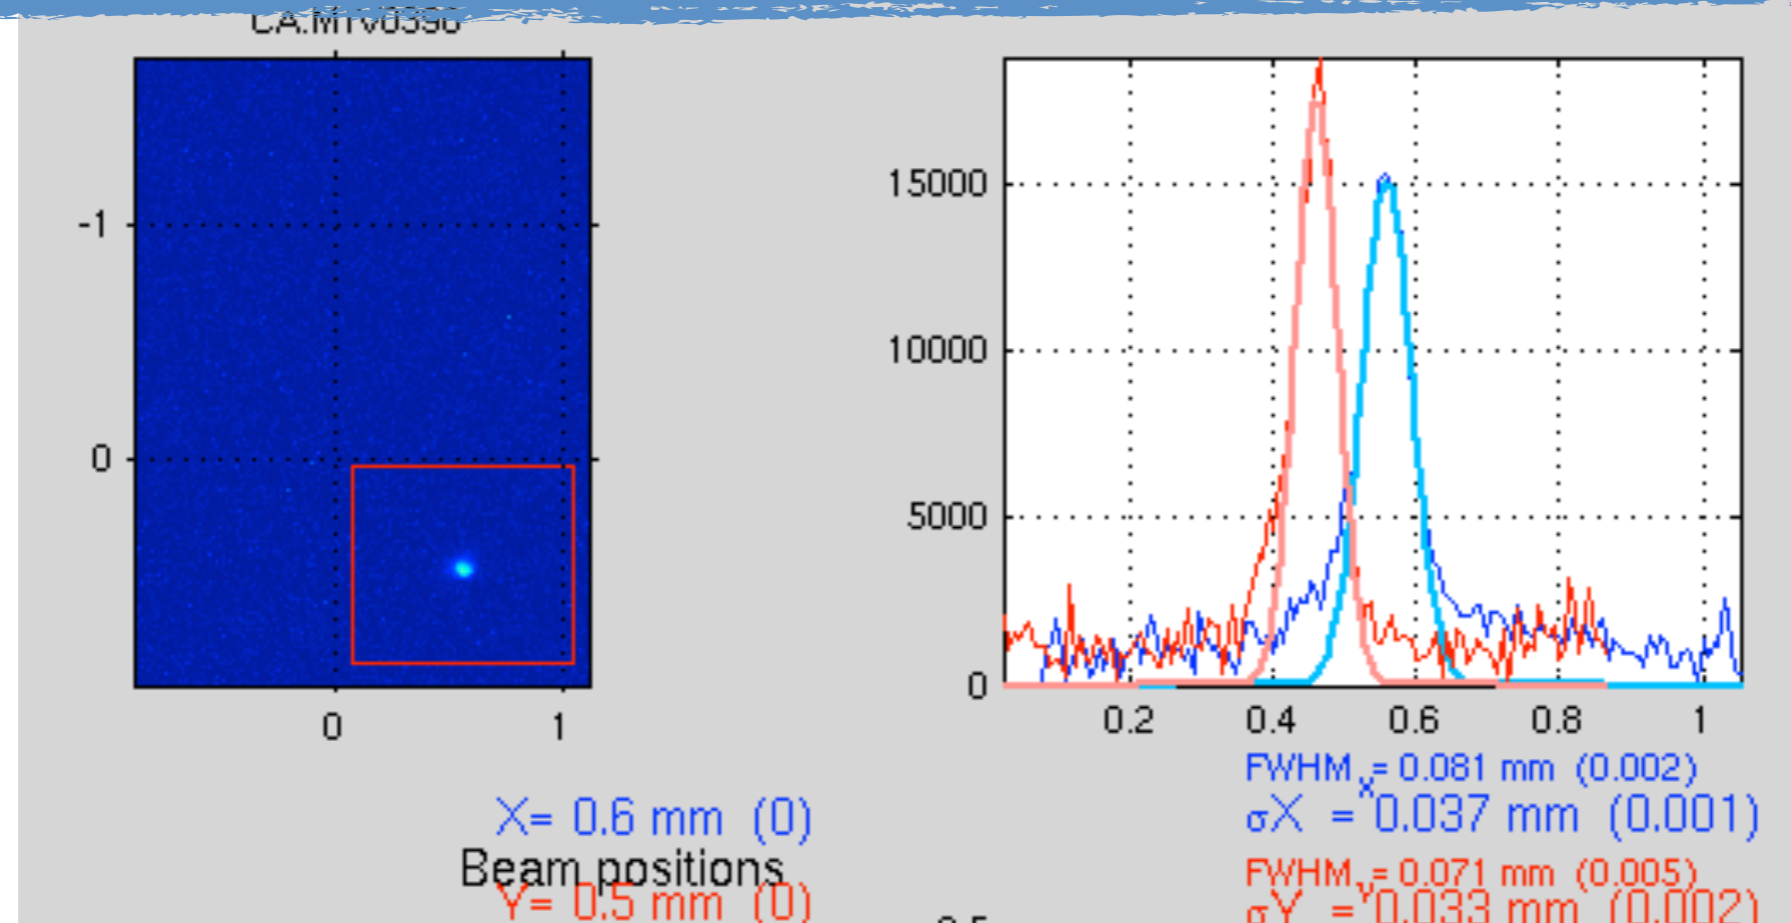 CA.MTV0390
-1
0
0 1
15000
10000
5000
0
0.2 0.4 0.6 0.8 1
X= 0.6 mm (0)
Beam positions
Y= 0.5 mm (0)
FWHM x= 0.081 mm (0.002)
σX = 0.037 mm (0.001)
FWHM y= 0.071 mm (0.005)
σY = 0.033 mm (0.002)